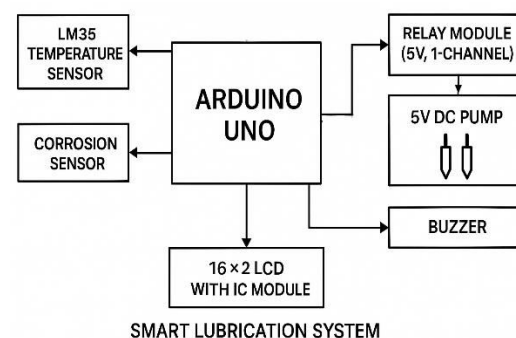 LM35
TEMPERATURE
SENSOR
CORROSION
SENSOR
ARDUINO
UNO
RELAY MODULE
(5V, 1-CHANNEL)
5V DC PUMP
BUZZER
16×2 LCD
WITH IC MODULE
SMART LUBRICATION SYSTEM